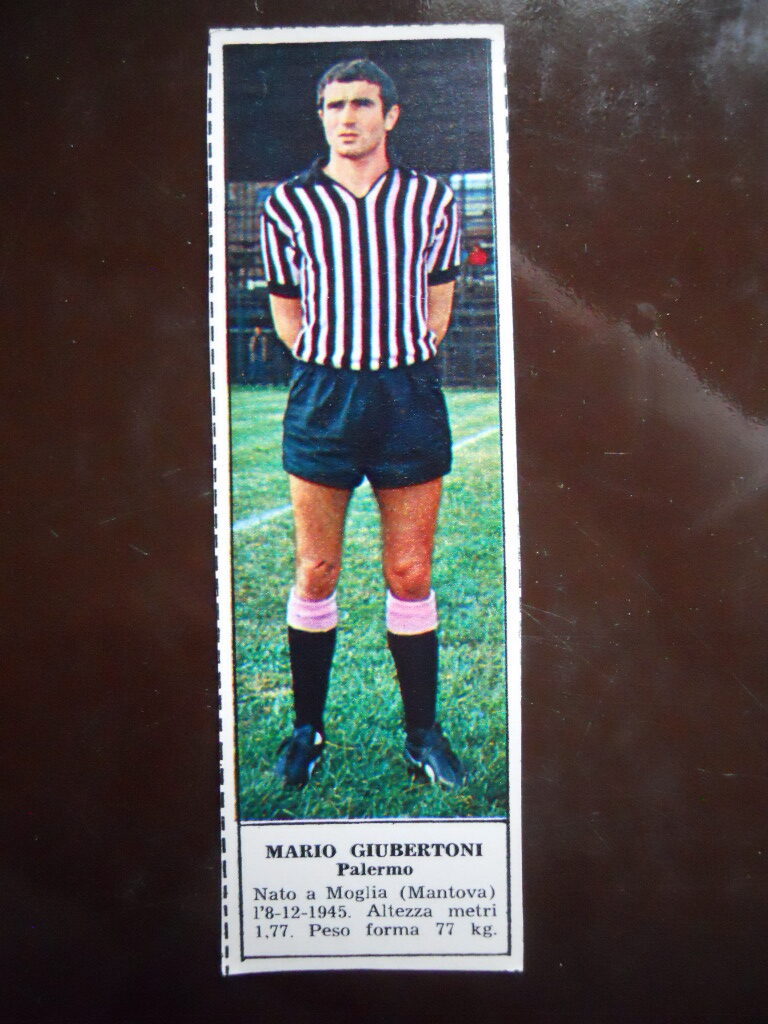 MARIO GIUBERTONI
Palermo
Nato a Moglia (Mantova)
l'8-12-1945. Altezza metri
1,77. Peso forma 77 kg.